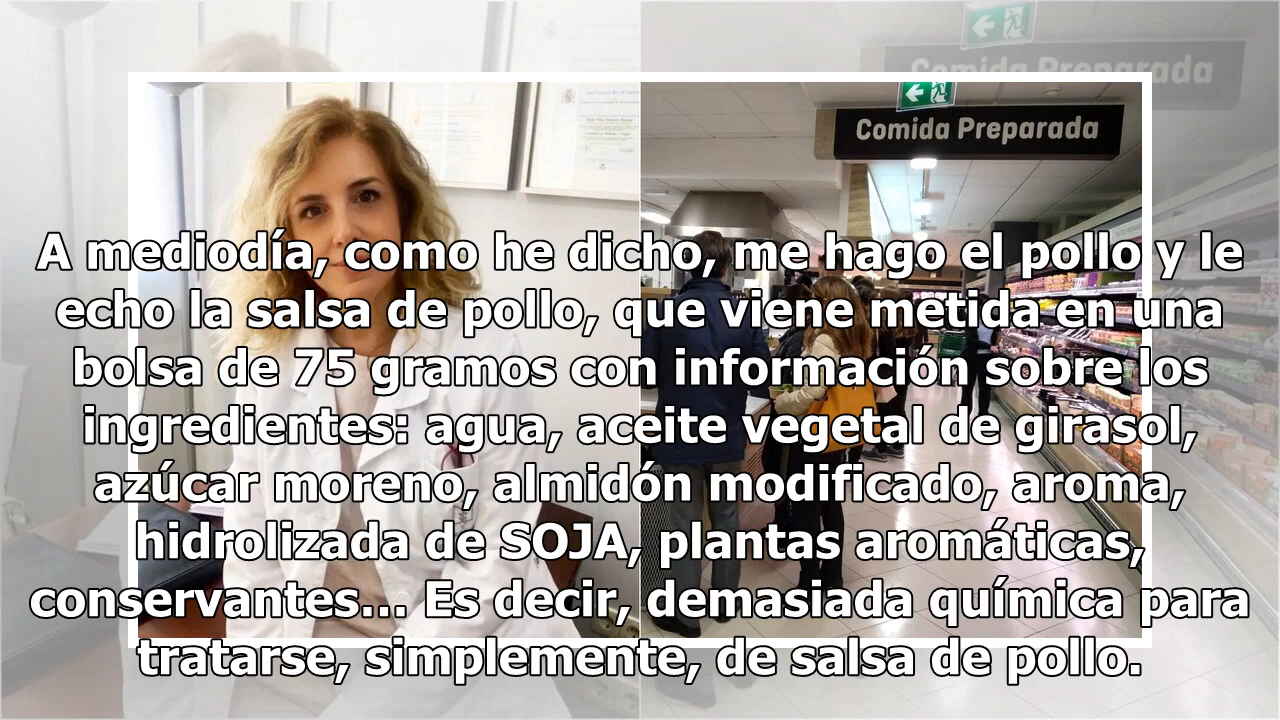 Comida Preparada
Comida Preparada
A mediodía, como he dicho, me hago el pollo y le
echo la salsa de pollo, que viene metida en una
bolsa de 75 gramos con información sobre los
ingredientes: agua, aceite vegetal de girasol,
azúcar moreno, almidón modificado, aroma,
hidrolizada de SOJA, plantas aromáticas,
conservantes... Es decir, demasiada química para
tratarse, simplemente, de salsa de pollo.